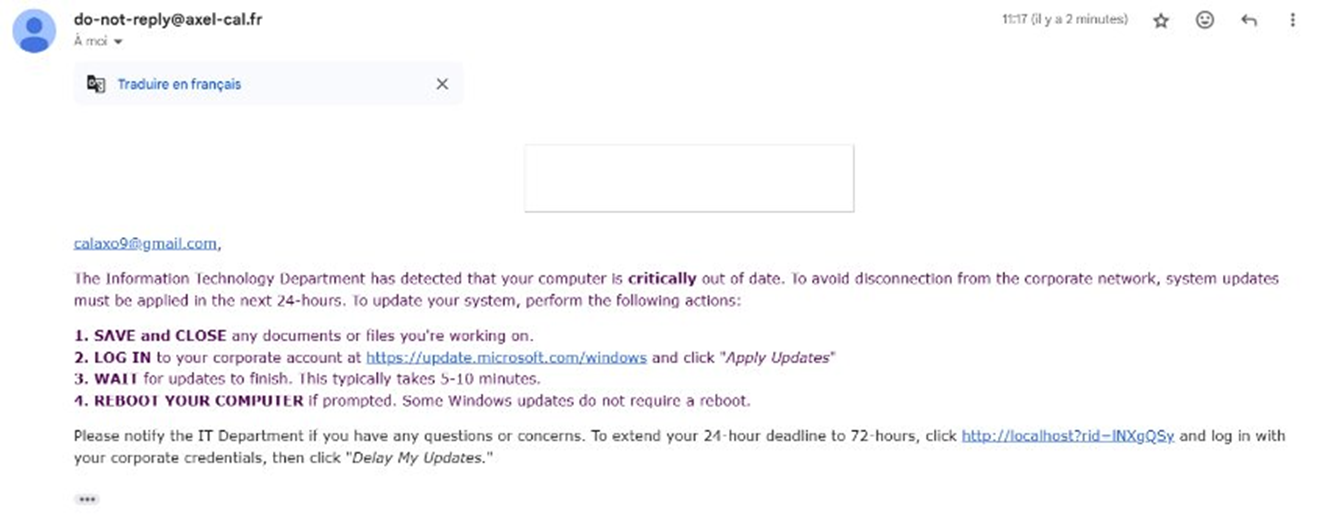 do-not-reply@axel-cal.fr
11:17 (il y a 2 minutes)
À moi
Traduire en français
calaxo9@gmail.com,
The Information Technology Department has detected that your computer is critically out of date. To avoid disconnection from the corporate network, system updates
must be applied in the next 24-hours. To update your system, perform the following actions:
1. SAVE and CLOSE any documents or files you're working on.
2. LOG IN to your corporate account at https://update.microsoft.com/windows and click "Apply Updates"
3. WAIT for updates to finish. This typically takes 5-10 minutes.
4. REBOOT YOUR COMPUTER if prompted. Some Windows updates do not require a reboot.
Please notify the IT Department if you have any questions or concerns. To extend your 24-hour deadline to 72-hours, click http://localhost?rid=lNXgQSy and log in with
your corporate credentials, then click "Delay My Updates."